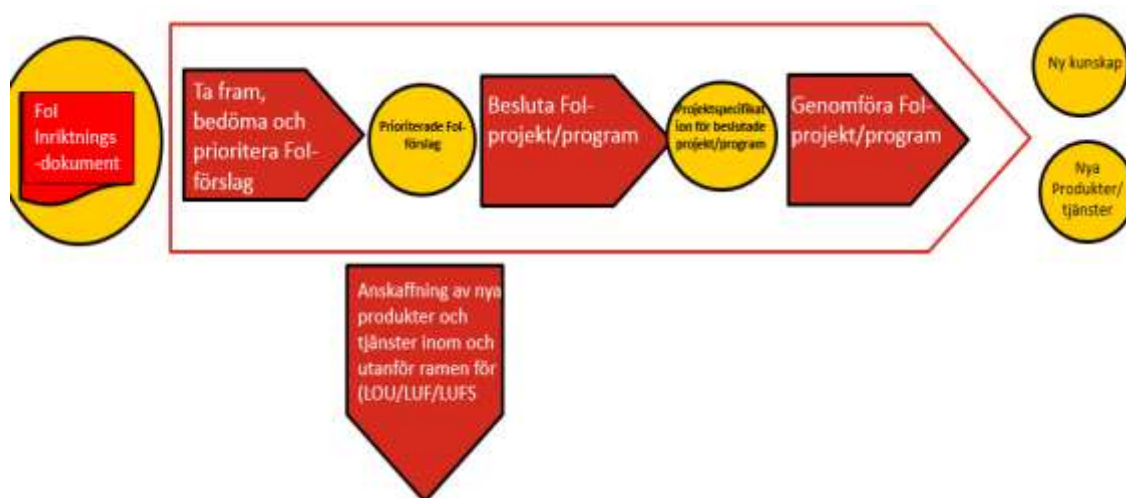 FoI
Inriktnings
-dokument
Ta fram,
bedöma och
prioritera FoI-
förslag
Prioriterade FoI-
förslag
Besluta FoI-
projekt/program
Projektspecifikat
ion för beslutade
projekt/program
Genomföra FoI-
projekt/program
Ny kunskap
Nya
Produkter/
tjänster
Anskaffning av nya
produkter och
tjänster inom och
utanför ramen för
(LOU/LUF/LUFS